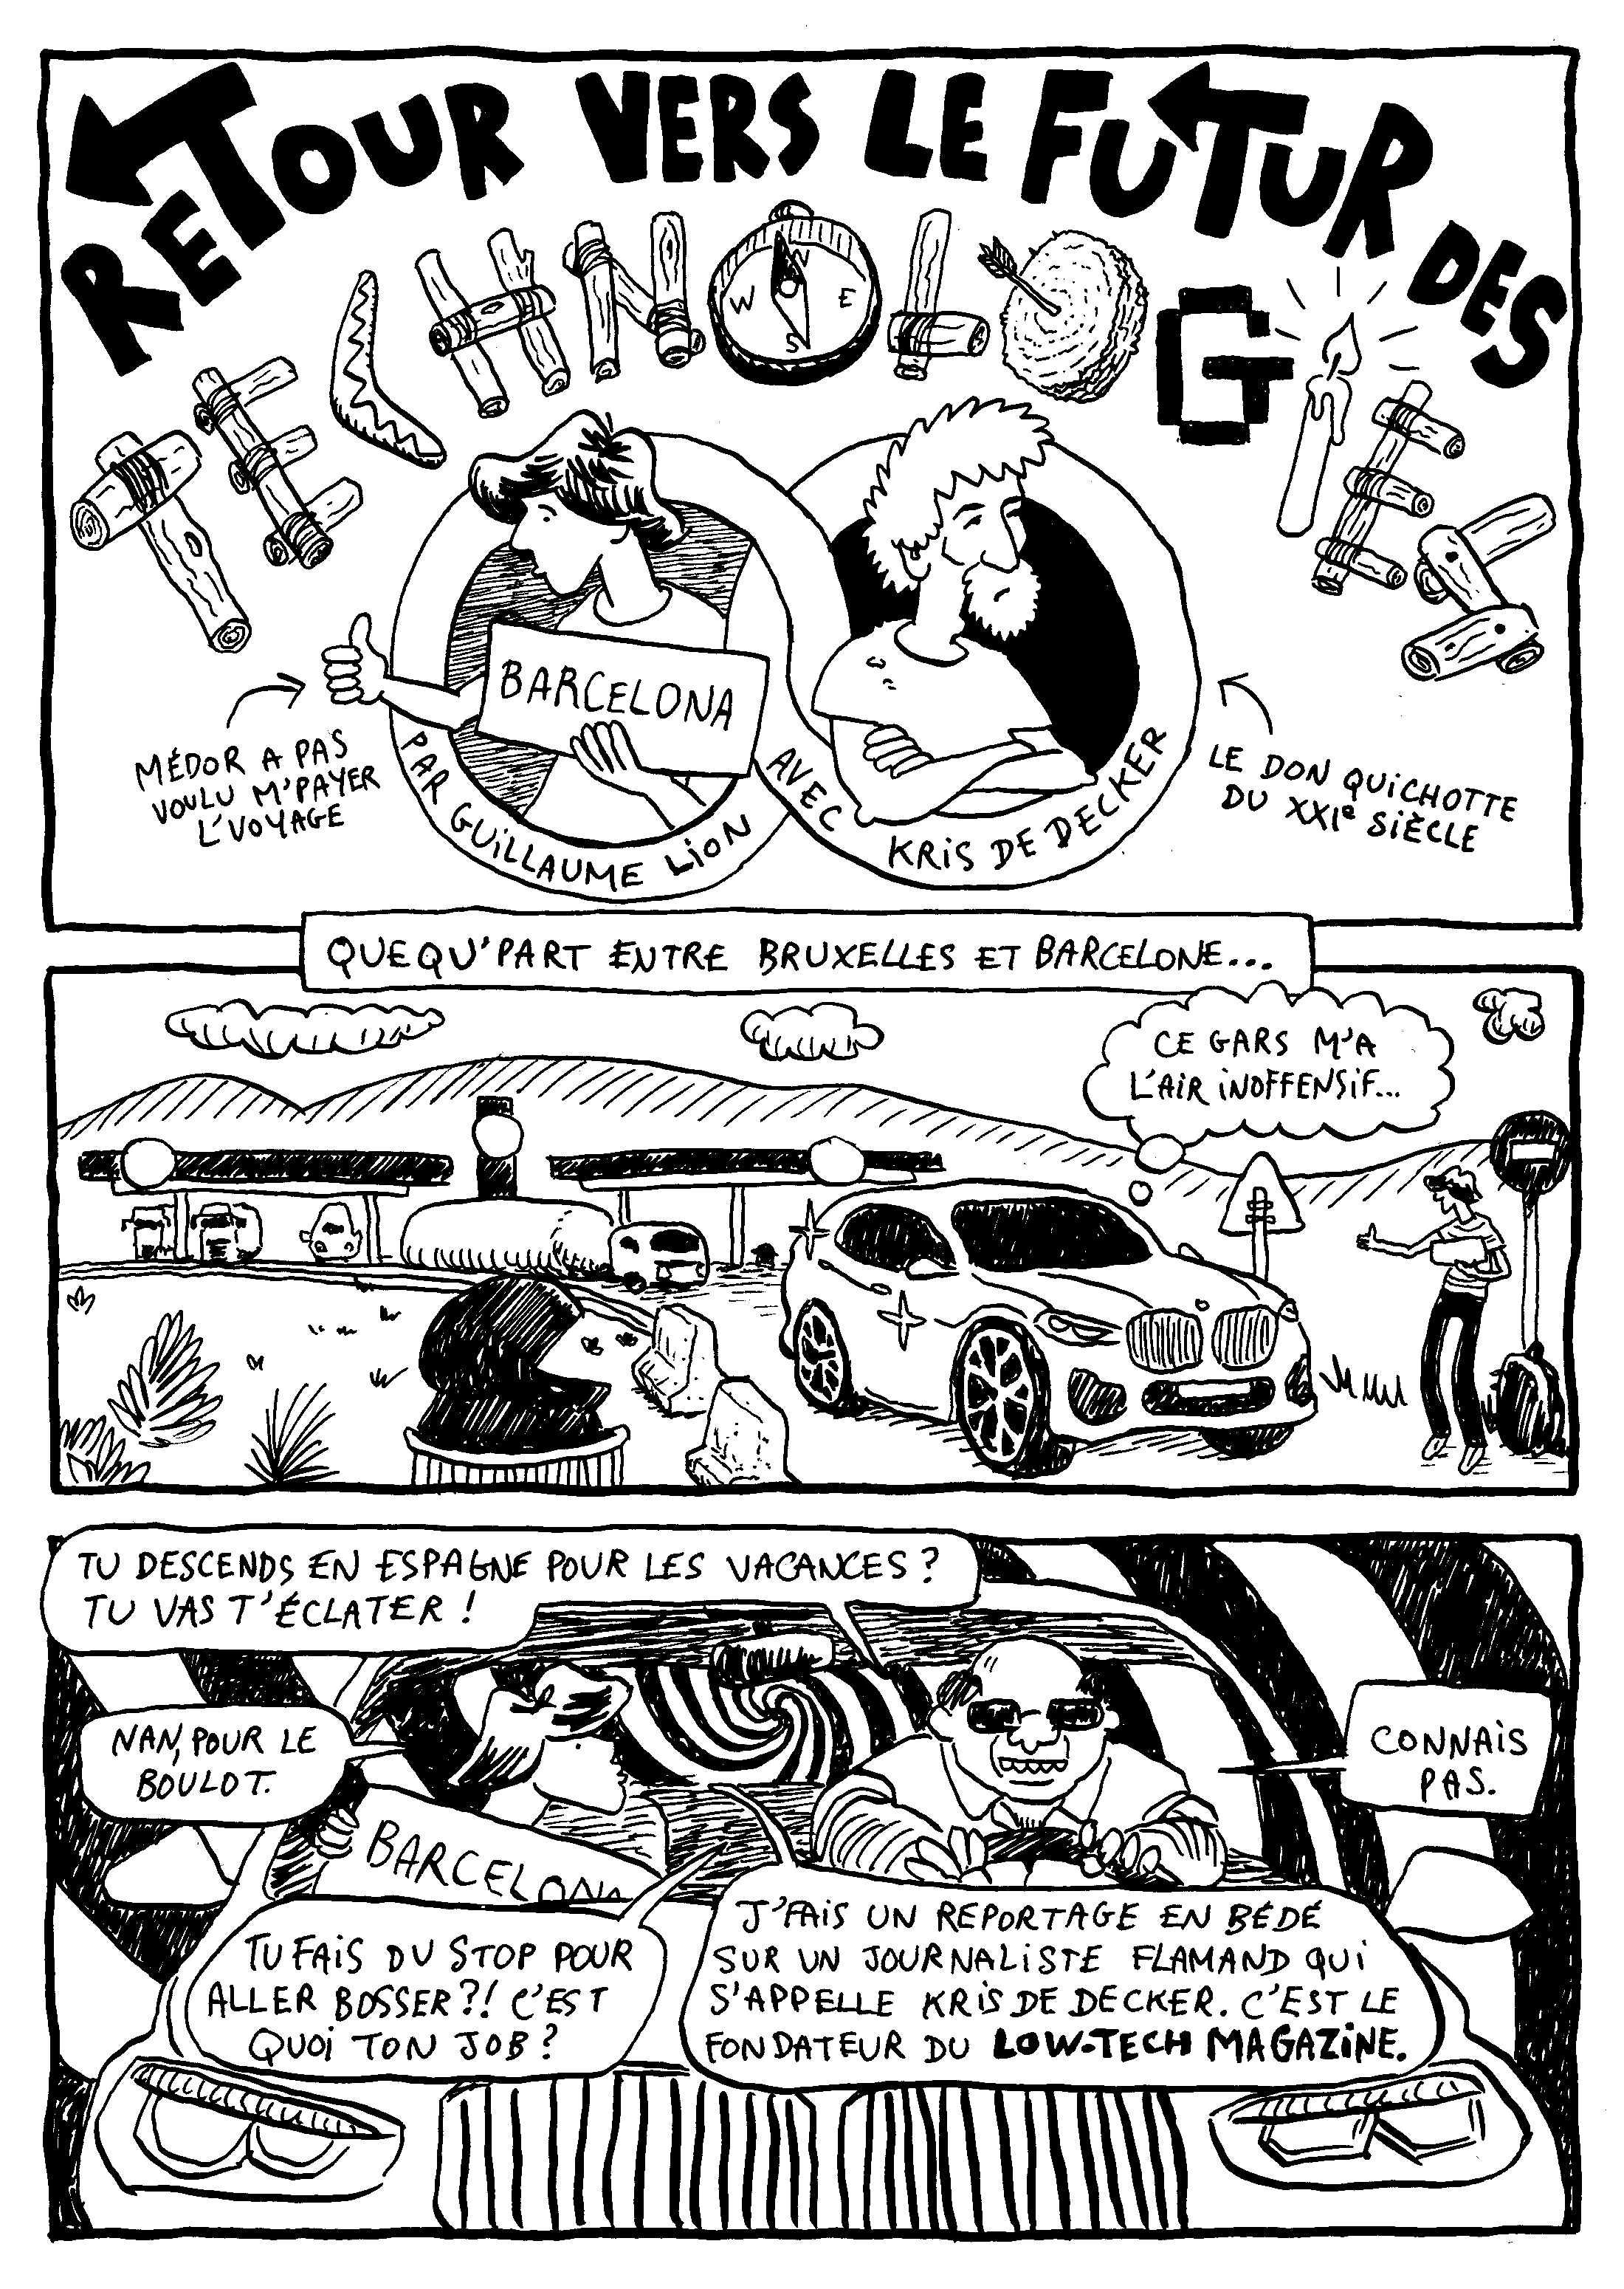 RETOUR VERS LE FUTUR DES
TECHNOLOGIES
N
W E
S
BARCELONA
MÉDOR A PAS
VOULU M'PAYER
L'VOYAGE
PAR GUILLAUME LION
AVEC KRIS DE DECKER
LE DON QUICHOTTE
DU XXIe SIÈCLE
QUEQU'PART ENTRE BRUXELLES ET BARCELONE...
CE GARS M'A
L'AIR INOFFENSIF...
TU DESCENDS EN ESPAGNE POUR LES VACANCES ?
TU VAS T'ÉCLATER !
NAN, POUR LE
BOULOT.
BARCELONA
TU FAIS DU STOP POUR
ALLER BOSSER ?! C'EST
QUOI TON JOB ?
J'FAIS UN REPORTAGE EN BÉDÉ
SUR UN JOURNALISTE FLAMAND QUI
S'APPELLE KRIS DE DECKER. C'EST LE
FONDATEUR DU LOW-TECH MAGAZINE.
CONNAIS
PAS.